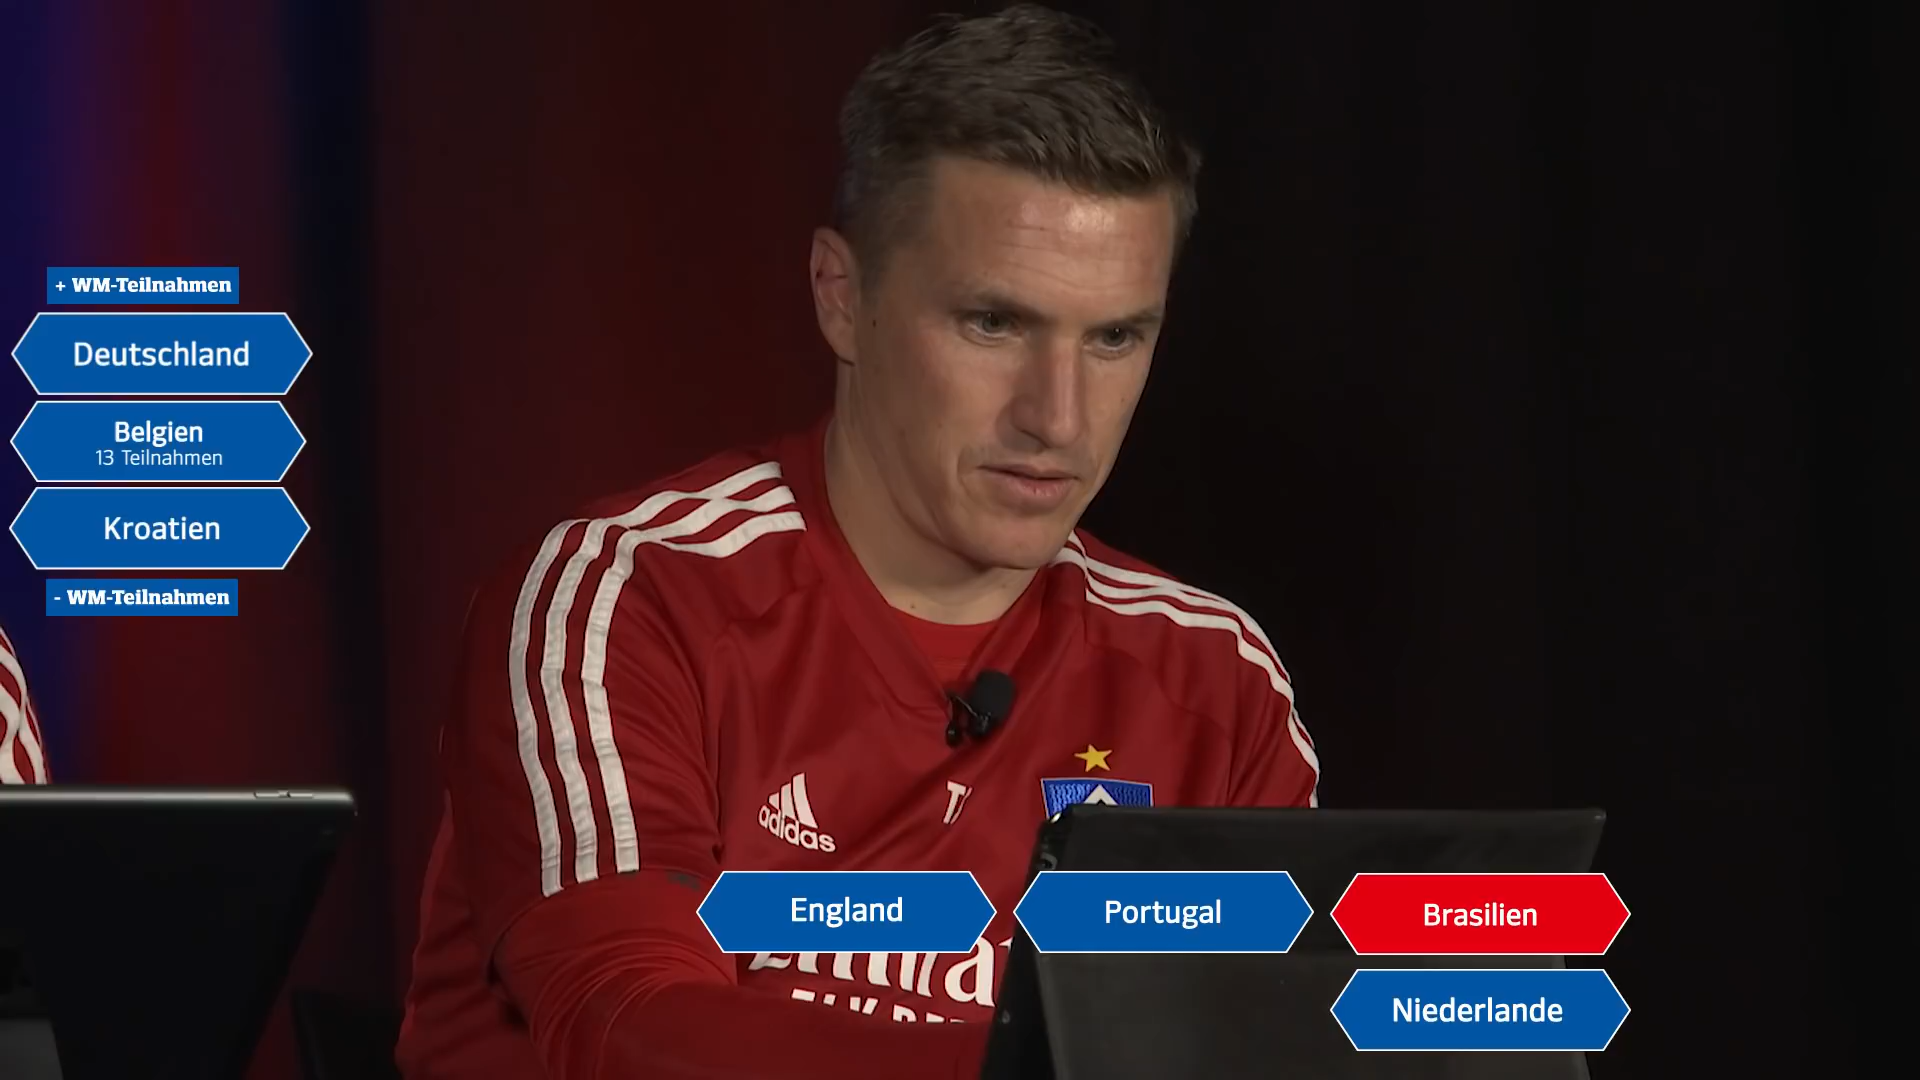 + WM-Teilnahmen
Deutschland
Belgien
13 Teilnahmen
Kroatien
- WM-Teilnahmen
adidas
England
Portugal
Brasilien
Niederlande